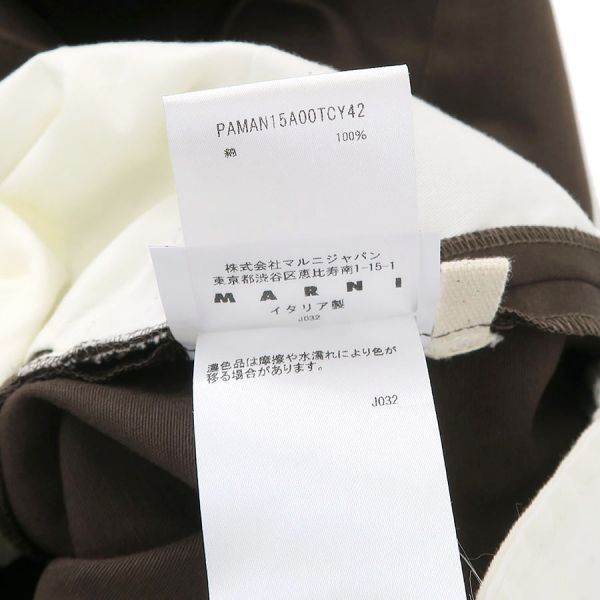 PAMAN15A00TCY42
綿 100%
株式会社マルニジャパン
東京都渋谷区恵比寿南1-15-1
MARNI
イタリア製
J032
濃色品は摩擦や水濡れにより色が
移る場合があります。
J032